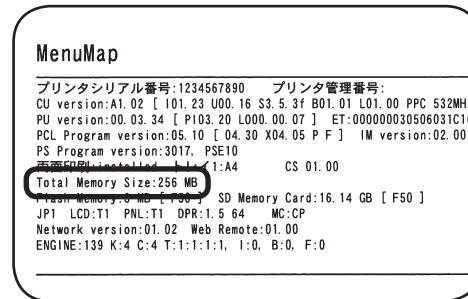 MenuMap
プリンタシリアル番号:1234567890 プリンタ管理番号:
CU version:A1.02 [ I01.23 U00.16 S3.5.3f B01.01 L01.00 PPC 532MH
PU version:00.03.34 [ P103.20 L000.00.07 ] ET:000000030506031C1
PCL Program version:05.10 [ 04.30 X04.05 P F ] IM version:02.00
PS Program version:3017, PSE10
両面印刷:installed トレイ1:A4 CS 01.00
Total Memory Size:256 MB
Flash Memory:8 MB [ F50 ] SD Memory Card:16.14 GB [ F50 ]
JP1 LCD:T1 PNL:T1 DPR:1.5 64 MC:CP
Network version:01.02 Web Remote:01.00
ENGINE:139 K:4 C:4 T:1:1:1:1, I:0, B:0, F:0